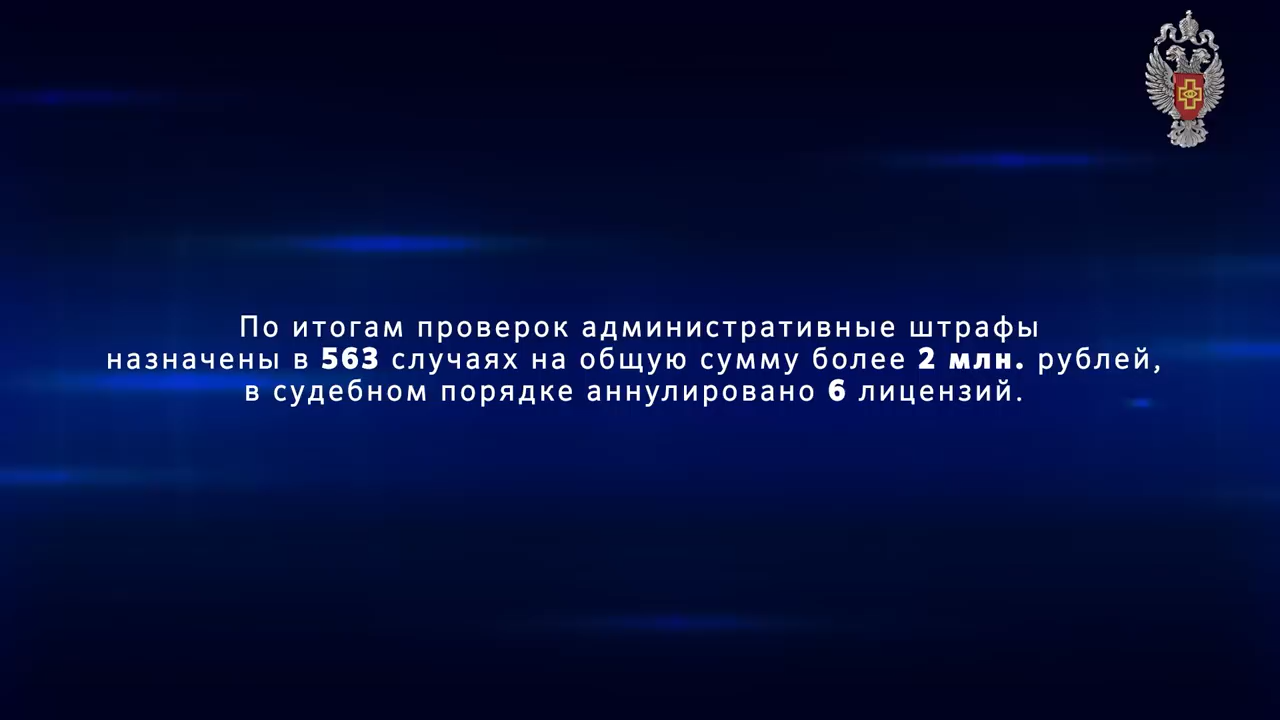 По итогам проверок административные штрафы
назначены в 563 случаях на общую сумму более 2 млн. рублей,
в судебном порядке аннулировано 6 лицензий.